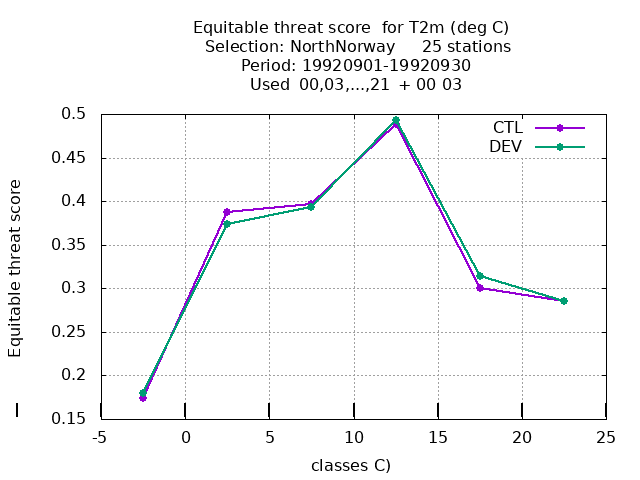 Equitable threat score for T2m (deg C)
Selection: NorthNorway 25 stations
Period: 19920901-19920930
Used 00,03,...,21 + 00 03
CTL
DEV
Equitable threat score
0.5
0.45
0.4
0.35
0.3
0.25
0.2
0.15
-5
0
5
10
15
20
25
classes C)